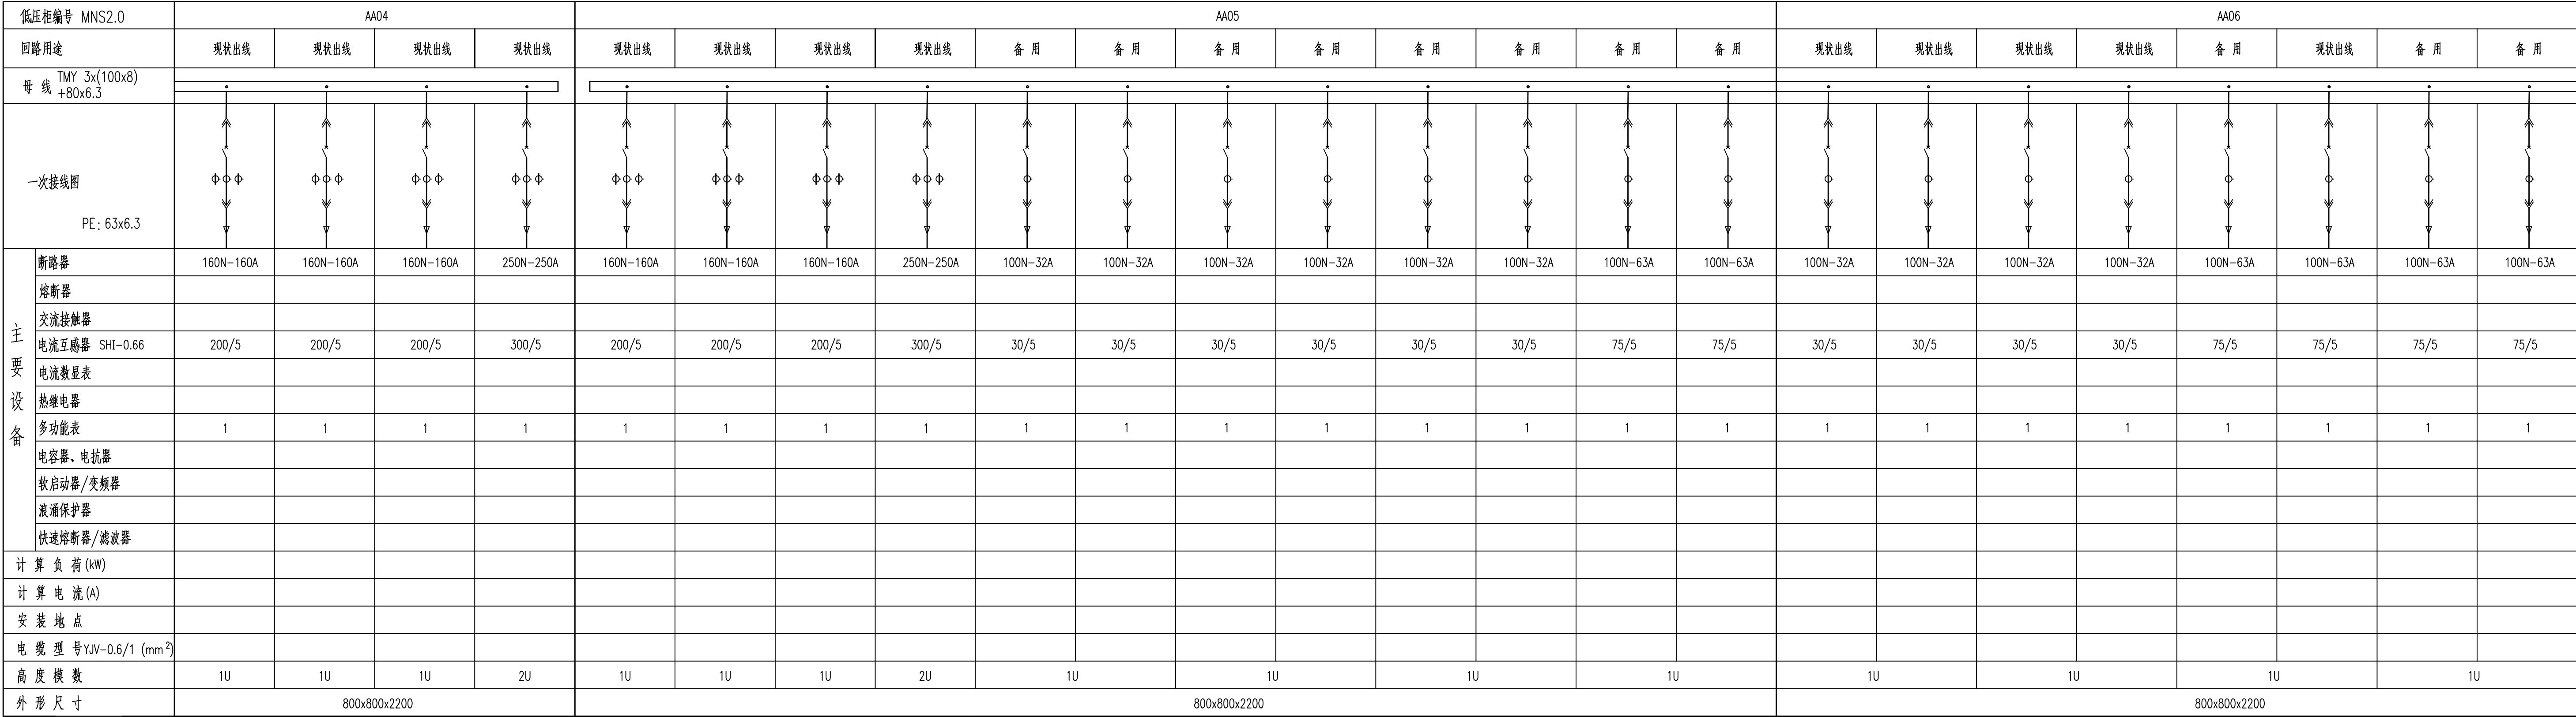 低压柜编号 MNS2.0 AA04 AA05 AA06
回路用途 现状出线 现状出线 现状出线 现状出线 现状出线 现状出线 现状出线 现状出线 备 用 备 用 备 用 备 用 备 用 备 用 备 用 备 用 现状出线 现状出线 现状出线 现状出线 备 用 现状出线 备 用 备 用
母 线 TMY 3x(100x8)
+80x6.3
一次接线图
PE: 63x6.3
主要设备
断路器 160N-160A 160N-160A 160N-160A 250N-250A 160N-160A 160N-160A 160N-160A 250N-250A 100N-32A 100N-32A 100N-32A 100N-32A 100N-32A 100N-32A 100N-63A 100N-63A 100N-32A 100N-32A 100N-32A 100N-32A 100N-63A 100N-63A 100N-63A 100N-63A
熔断器
交流接触器
电流互感器 SHI-0.66 200/5 200/5 200/5 300/5 200/5 200/5 200/5 300/5 30/5 30/5 30/5 30/5 30/5 30/5 75/5 75/5 30/5 30/5 30/5 30/5 75/5 75/5 75/5 75/5
电流数显表
热继电器
多功能表 1 1 1 1 1 1 1 1 1 1 1 1 1 1 1 1 1 1 1 1 1 1 1 1
电容器、电抗器
软启动器/变频器
浪涌保护器
快速熔断器/滤波器
计 算 负 荷(kW)
计 算 电 流(A)
安 装 地 点
电 缆 型 号YJV-0.6/1 (mm²)
高 度 模 数 1U 1U 1U 2U 1U 1U 1U 2U 1U 1U 1U 1U 1U 1U 1U 1U
外 形 尺 寸 800x800x2200 800x800x2200 800x800x2200